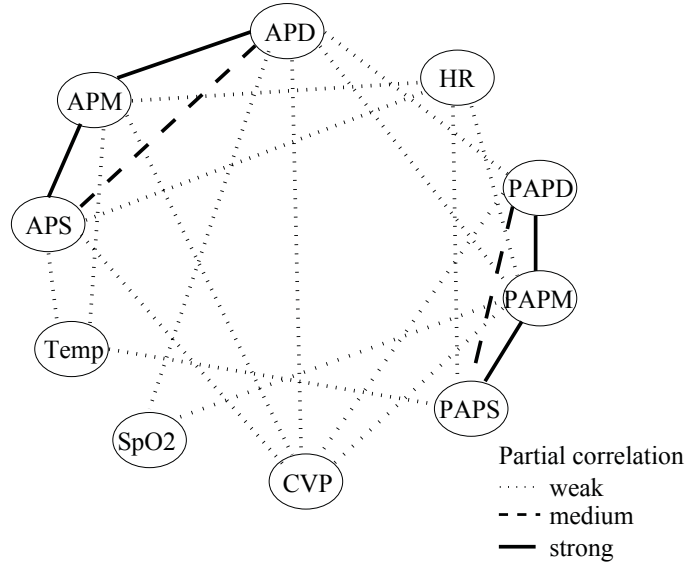 APD
HR
APM
PAPD
APS
PAPM
Temp
PAPS
SpO2
CVP
Partial correlation
weak
medium
strong